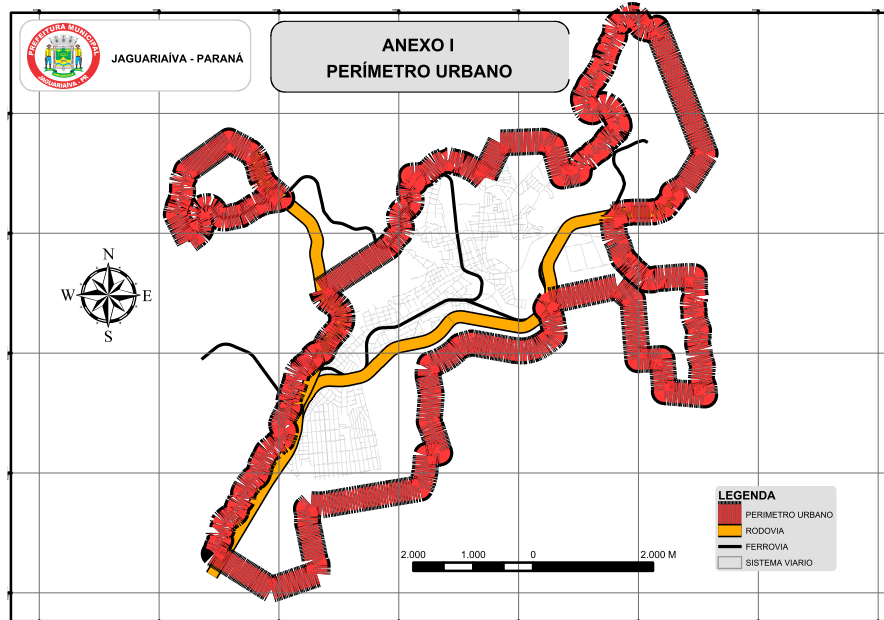 PREFEITURA MUNICIPAL
JAGUARIAÍVA - PR
JAGUARIAÍVA - PARANÁ
ANEXO I
PERÍMETRO URBANO
N
W
E
S
LEGENDA
PERIMETRO URBANO
RODOVIA
FERROVIA
SISTEMA VIARIO
2.000 1.000 0 2.000 M